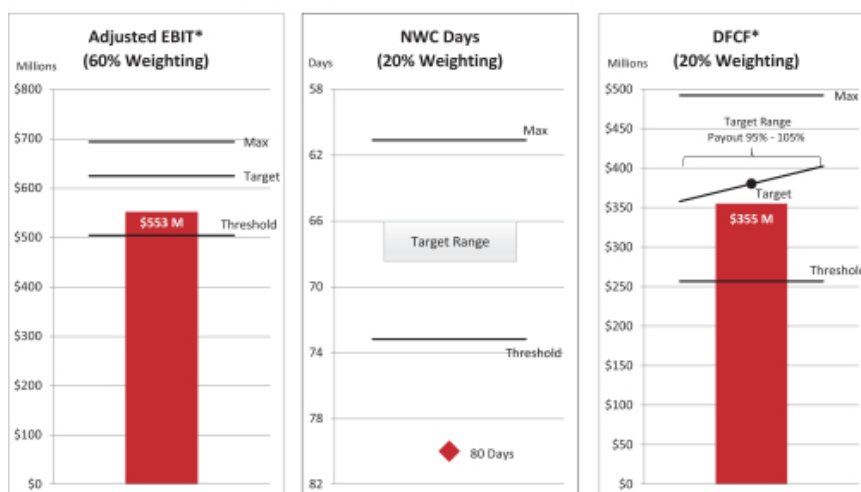 Adjusted EBIT*
(60% Weighting)
Millions
$800
$700
$600
$500
$400
$300
$200
$100
$0
Max
Target
Threshold
$553 M
NWC Days
(20% Weighting)
Days
58
62
66
70
74
78
82
Max
Target Range
Threshold
80 Days
DFCF*
(20% Weighting)
Millions
$500
$450
$400
$350
$300
$250
$200
$150
$100
$50
$0
Max
Target Range
Payout 95% - 105%
Target
$355 M
Threshold